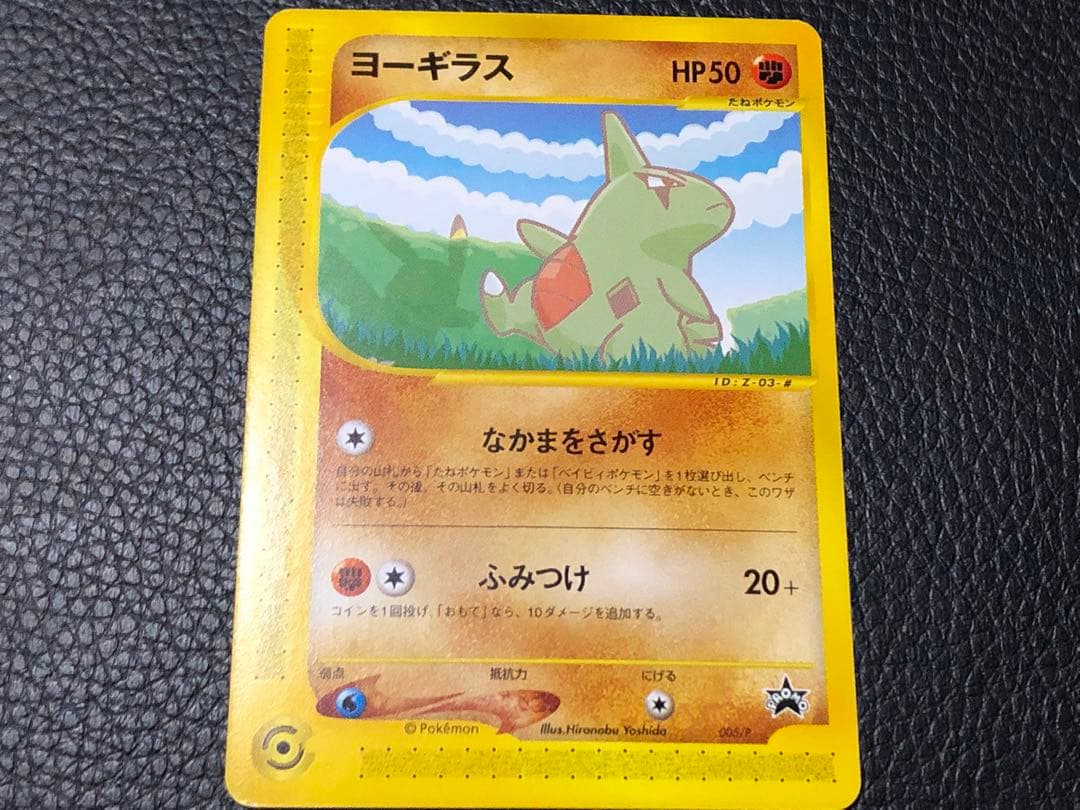 ヨーギラス
HP50
たねポケモン
ID:Z-03-#
なかまをさがす
自分の山札から「たねポケモン」または「ベイビィポケモン」を1枚選び出し、ベンチ
に出す。その後、その山札をよく切る。(自分のベンチに空きがないとき、このワザ
は失敗する。)
ふみつけ 20+
コインを1回投げ、「おもて」なら、10ダメージを追加する。
弱点 抵抗力 にげる
PROMO
©Pokémon Illus.Hironobu Yoshida 005/P